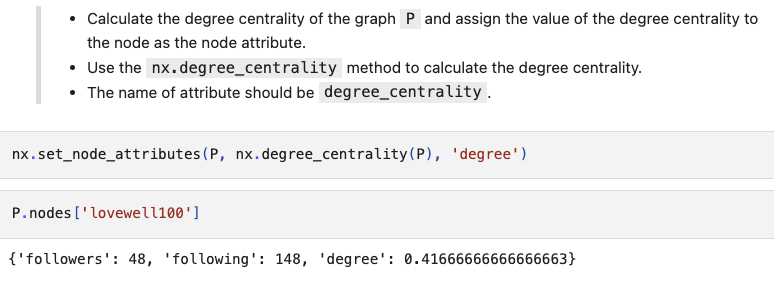 • Calculate the degree centrality of the graph P and assign the value of the degree centrality to
the node as the node attribute.
• Use the nx.degree_centrality method to calculate the degree centrality.
• The name of attribute should be degree_centrality.
nx.set_node_attributes(P, nx.degree_centrality(P), 'degree')
P.nodes['lovewell100']
{'followers': 48, 'following': 148, 'degree': 0.41666666666666663}